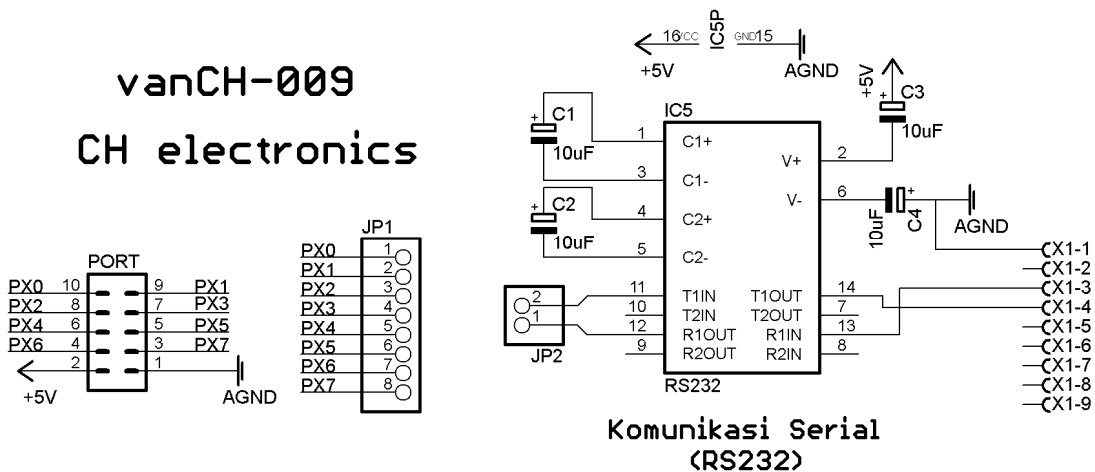 vanCH-009
CH electronics
16 VCC IC5P GND 15
+5V
AGND
+5V
C3
10uF
IC5
C1
10uF
1 C1+
3 C1-
V+ 2
V- 6
C2
10uF
4 C2+
5 C2-
10uF
C4
AGND
11 T1IN T1OUT 14
10 T2IN T2OUT 7
12 R1OUT R1IN 13
9 R2OUT R2IN 8
RS232
2
1
JP2
X1-1
X1-2
X1-3
X1-4
X1-5
X1-6
X1-7
X1-8
X1-9
PORT
PX0 10 9 PX1
PX2 8 7 PX3
PX4 6 5 PX5
PX6 4 3 PX7
2 1
+5V
AGND
JP1
PX0 1
PX1 2
PX2 3
PX3 4
PX4 5
PX5 6
PX6 7
PX7 8
Komunikasi Serial
(RS232)